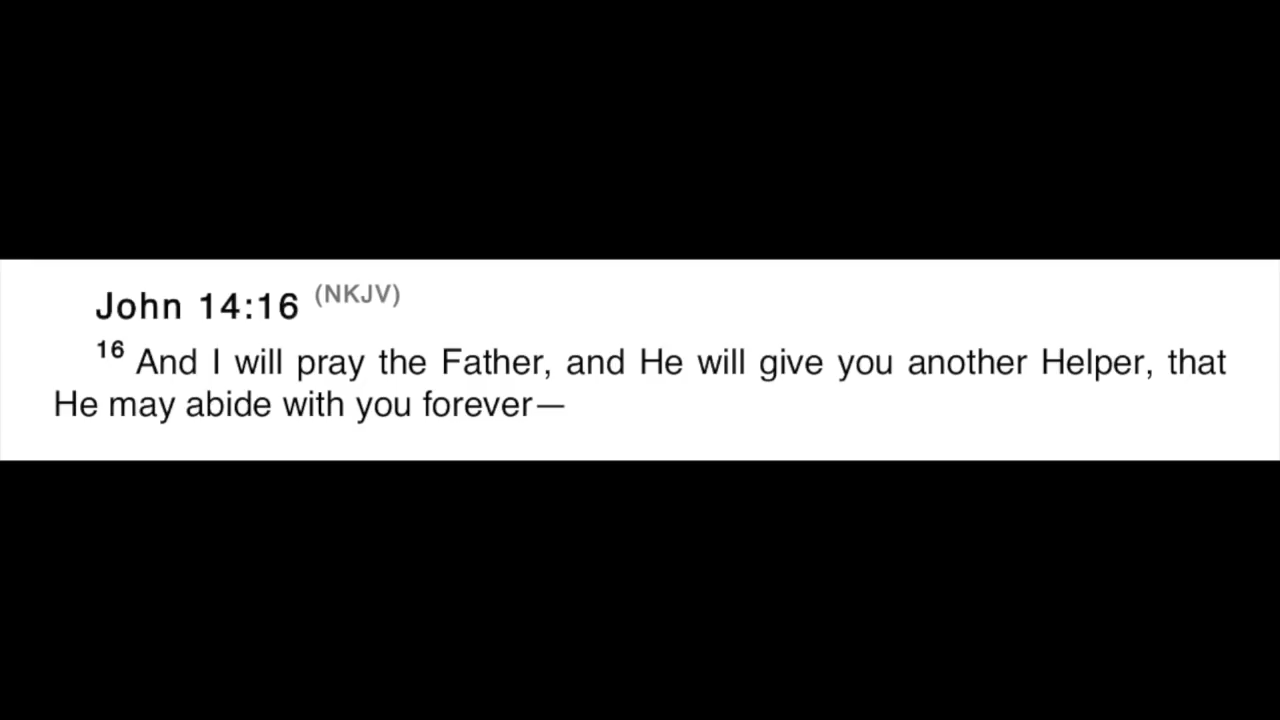 John 14:16 (NKJV)
16 And I will pray the Father, and He will give you another Helper, that
He may abide with you forever—